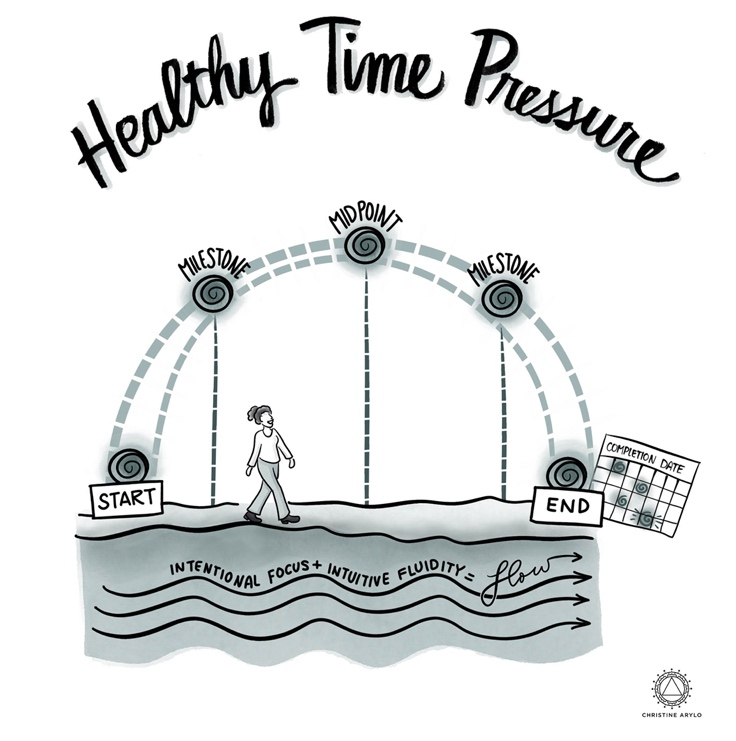 Healthy Time Pressure
MIDPOINT
MILESTONE
MILESTONE
START
END
COMPLETION DATE
INTENTIONAL FOCUS + INTUITIVE FLUIDITY = flow
CHRISTINE ARYLO